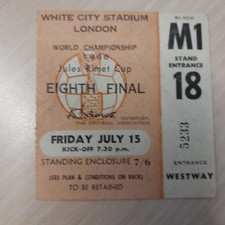 WHITE CITY STADIUM
LONDON
WORLD CHAMPIONSHIP
1966
Jules Rimet Cup
EIGHTH FINAL
SECRETARY,
THE FOOTBALL ASSOCIATION
FRIDAY JULY 15
KICK-OFF 7.30 p.m.
STANDING ENCLOSURE 7/6
(SEE PLAN & CONDITIONS ON BACK)
TO BE RETAINED
BLOCK
M1
STAND
ENTRANCE
18
5233
ENTRANCE
WESTWAY